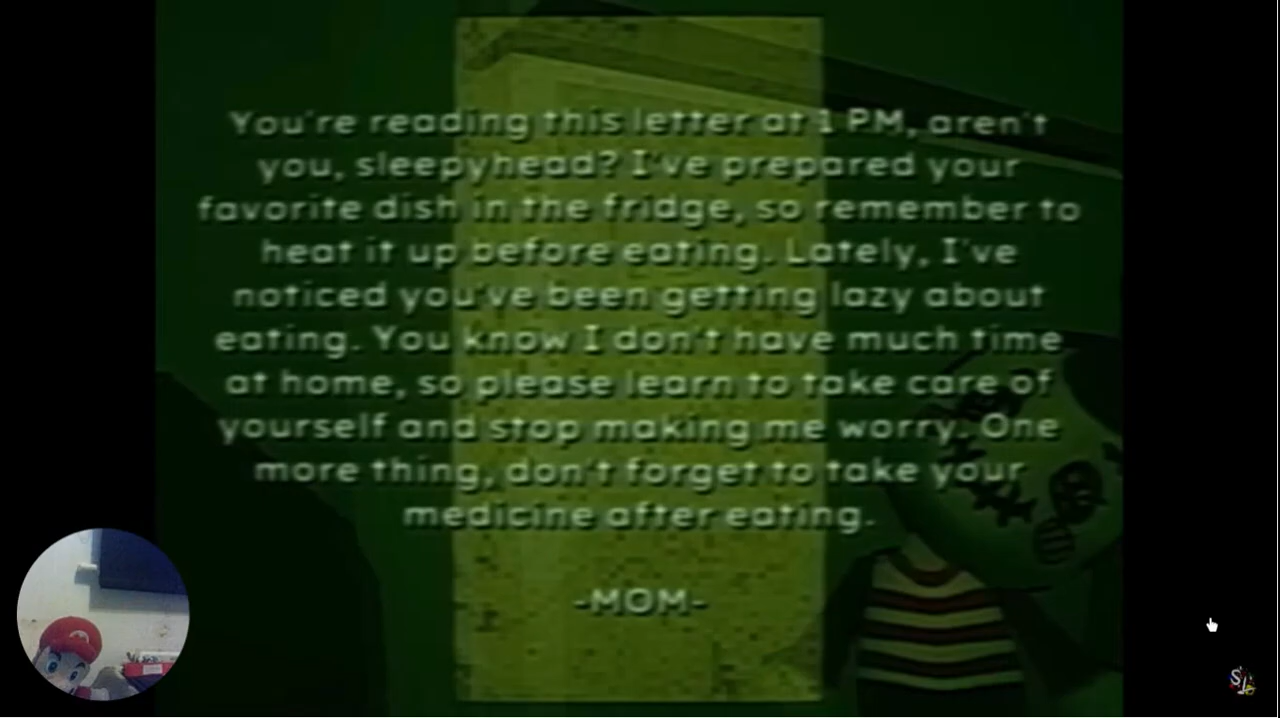 You're reading this letter at 1 PM, aren't
you, sleepyhead? I've prepared your
favorite dish in the fridge, so remember to
heat it up before eating. Lately, I've
noticed you've been getting lazy about
eating. You know I don't have much time
at home, so please learn to take care of
yourself and stop making me worry. One
more thing, don't forget to take your
medicine after eating.
-MOM-